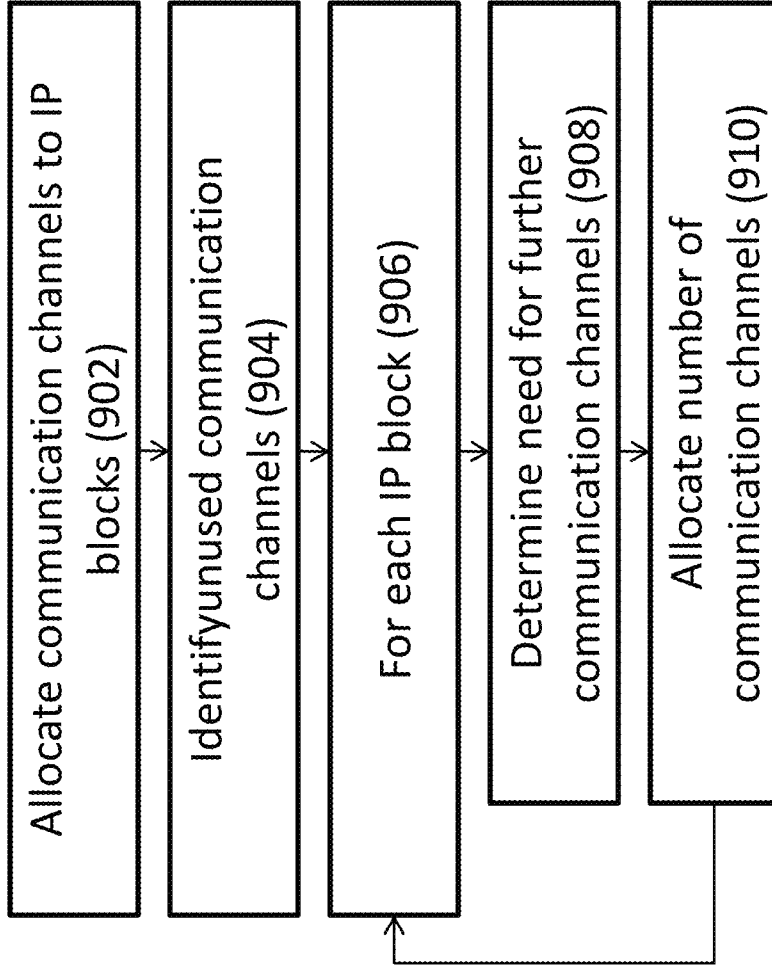 Allocate communication channels to IP
blocks (902)
Identifyunused communication
channels (904)
For each IP block (906)
Determine need for further
communication channels (908)
Allocate number of
communication channels (910)